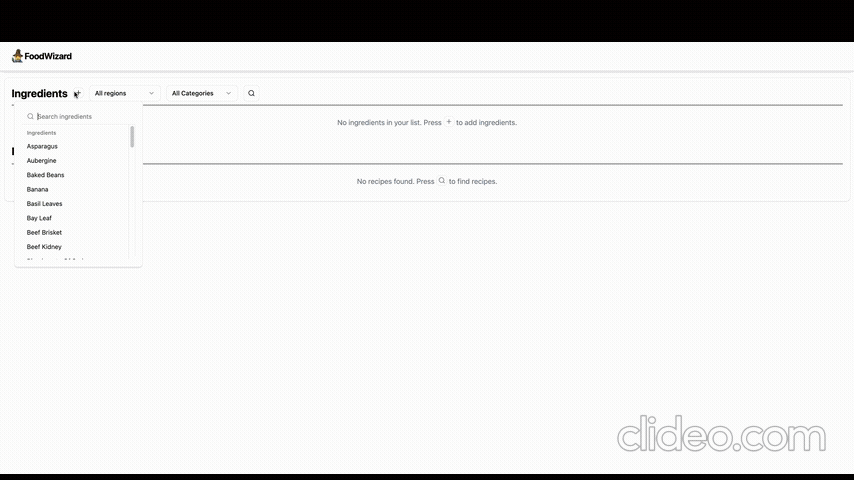 FoodWizard
Ingredients + All regions All Categories
Search ingredients
No ingredients in your list. Press + to add ingredients.
Ingredients
Asparagus
Aubergine
Baked Beans
No recipes found. Press to find recipes.
Banana
Basil Leaves
Bay Leaf
Beef Brisket
Beef Kidney
clideo.com